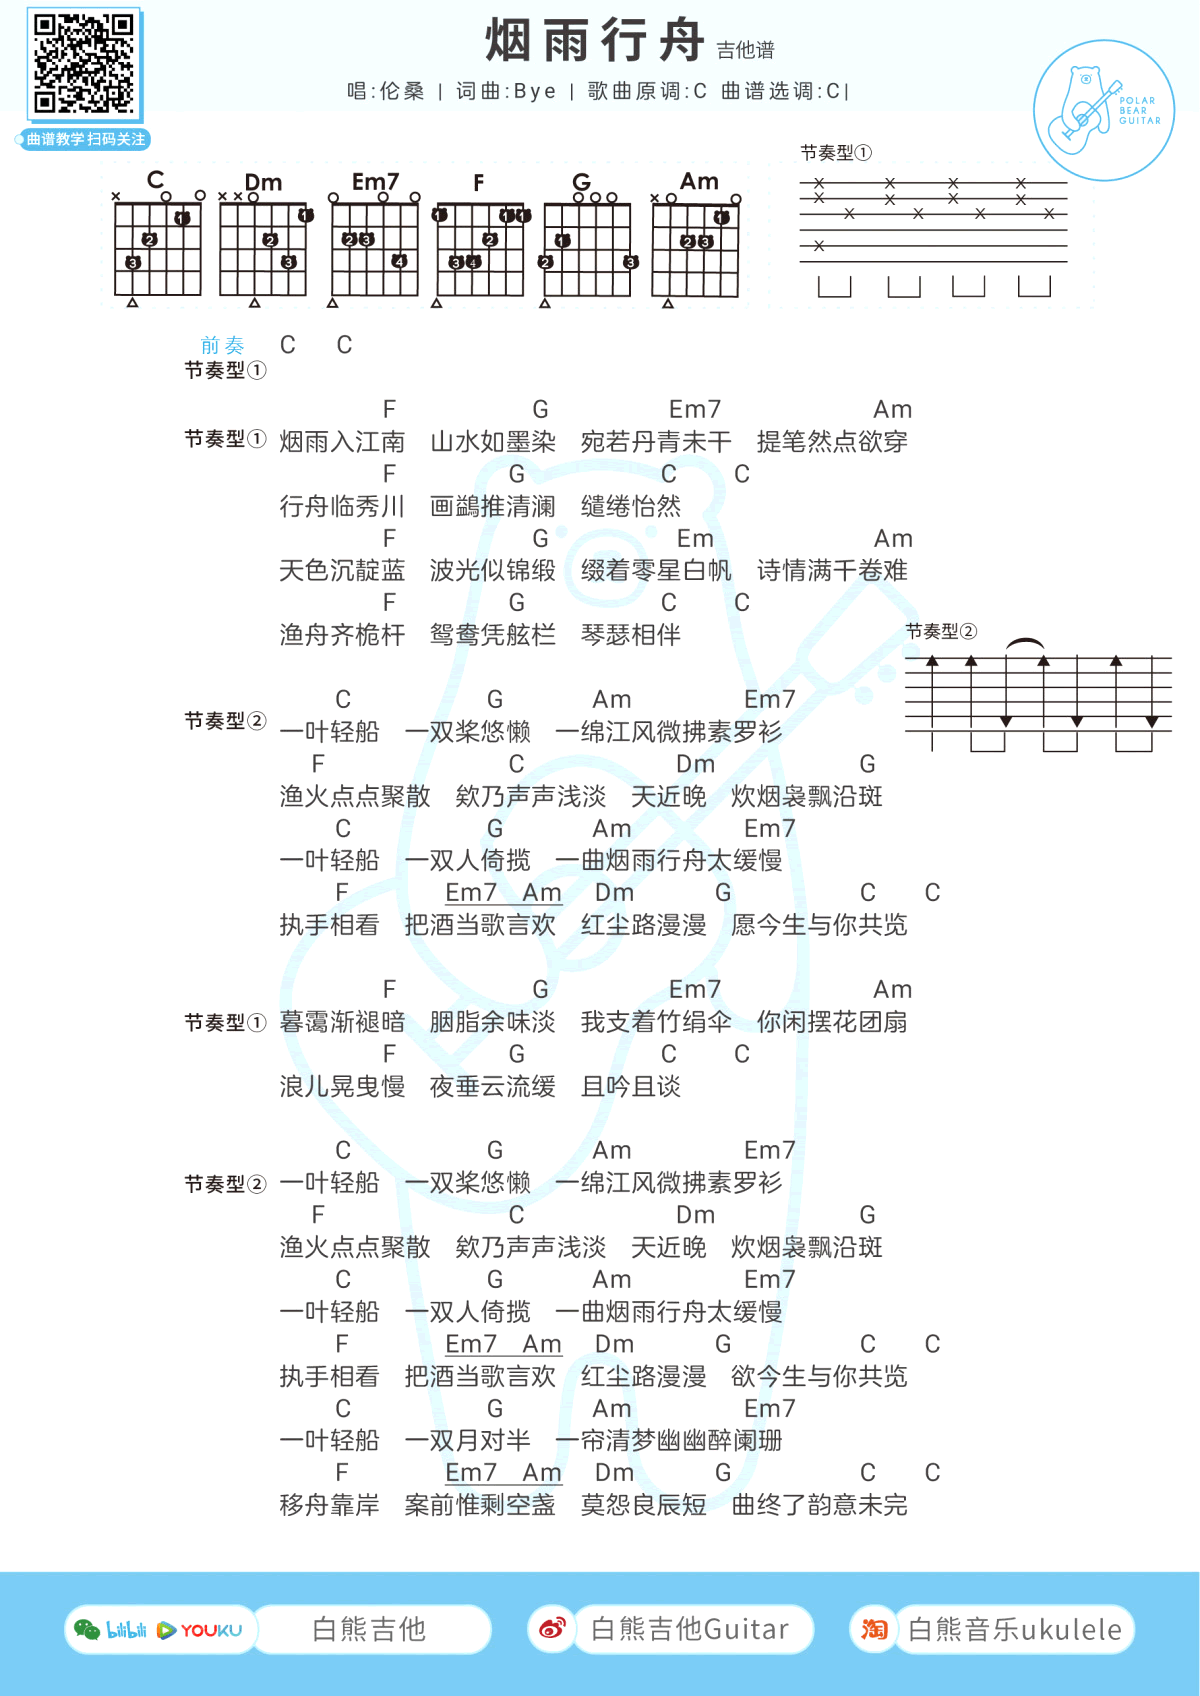 烟雨行舟 吉他谱
唱:伦桑 | 词曲:Bye | 歌曲原调:C 曲谱选调:C|
曲谱教学 扫码关注
POLAR
BEAR
GUITAR
节奏型①
C Dm Em7 F G Am
前奏 C C
节奏型①
F G Em7 Am
节奏型① 烟雨入江南 山水如墨染 宛若丹青未干 提笔然点欲穿
F G C C
行舟临秀川 画鹢推清澜 缱绻怡然
F G Em Am
天色沉靛蓝 波光似锦缎 缀着零星白帆 诗情满千卷难
F G C C
渔舟齐桅杆 鸳鸯凭舷栏 琴瑟相伴
节奏型②
C G Am Em7
节奏型② 一叶轻船 一双桨悠懒 一绵江风微拂素罗衫
F C Dm G
渔火点点聚散 欸乃声声浅淡 天近晚 炊烟袅飘沿斑
C G Am Em7
一叶轻船 一双人倚揽 一曲烟雨行舟太缓慢
F Em7 Am Dm G C C
执手相看 把酒当歌言欢 红尘路漫漫 愿今生与你共览
F G Em7 Am
节奏型① 暮霭渐褪暗 胭脂余味淡 我支着竹绢伞 你闲摆花团扇
F G C C
浪儿晃曳慢 夜垂云流缓 且吟且谈
C G Am Em7
节奏型② 一叶轻船 一双桨悠懒 一绵江风微拂素罗衫
F C Dm G
渔火点点聚散 欸乃声声浅淡 天近晚 炊烟袅飘沿斑
C G Am Em7
一叶轻船 一双人倚揽 一曲烟雨行舟太缓慢
F Em7 Am Dm G C C
执手相看 把酒当歌言欢 红尘路漫漫 欲今生与你共览
C G Am Em7
一叶轻船 一双月对半 一帘清梦幽幽醉阑珊
F Em7 Am Dm G C C
移舟靠岸 案前惟剩空盏 莫怨良辰短 曲终了韵意未完
bilibili YOUKU 白熊吉他 白熊吉他Guitar 淘 白熊音乐ukulele